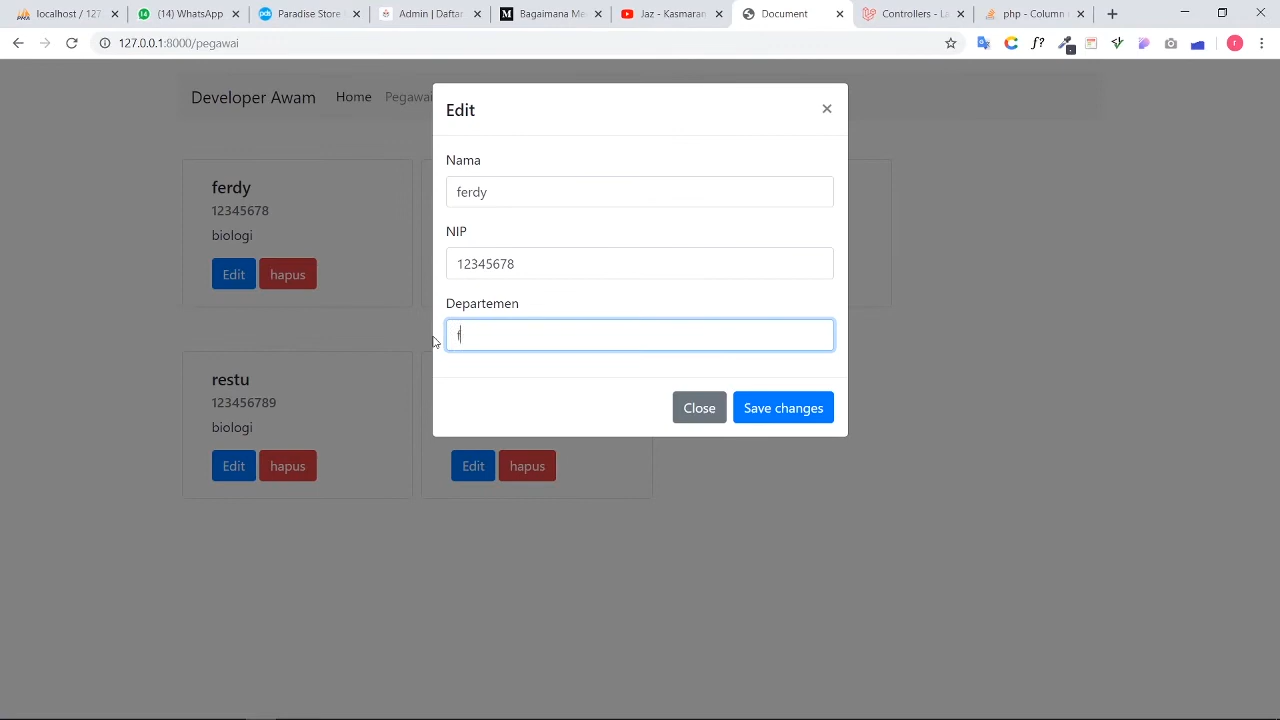 localhost / 127
(14) WhatsApp
Paradise Store
Admin | Dafta
Bagaimana Me
Jaz - Kasmaran
Document
Controllers - La
php - Column
127.0.0.1:8000/pegawai
Developer Awam
Home
Pegawai
ferdy
12345678
biologi
Edit
hapus
restu
123456789
biologi
Edit
hapus
Edit
hapus
Edit
×
Nama
ferdy
NIP
12345678
Departemen
f
Close
Save changes